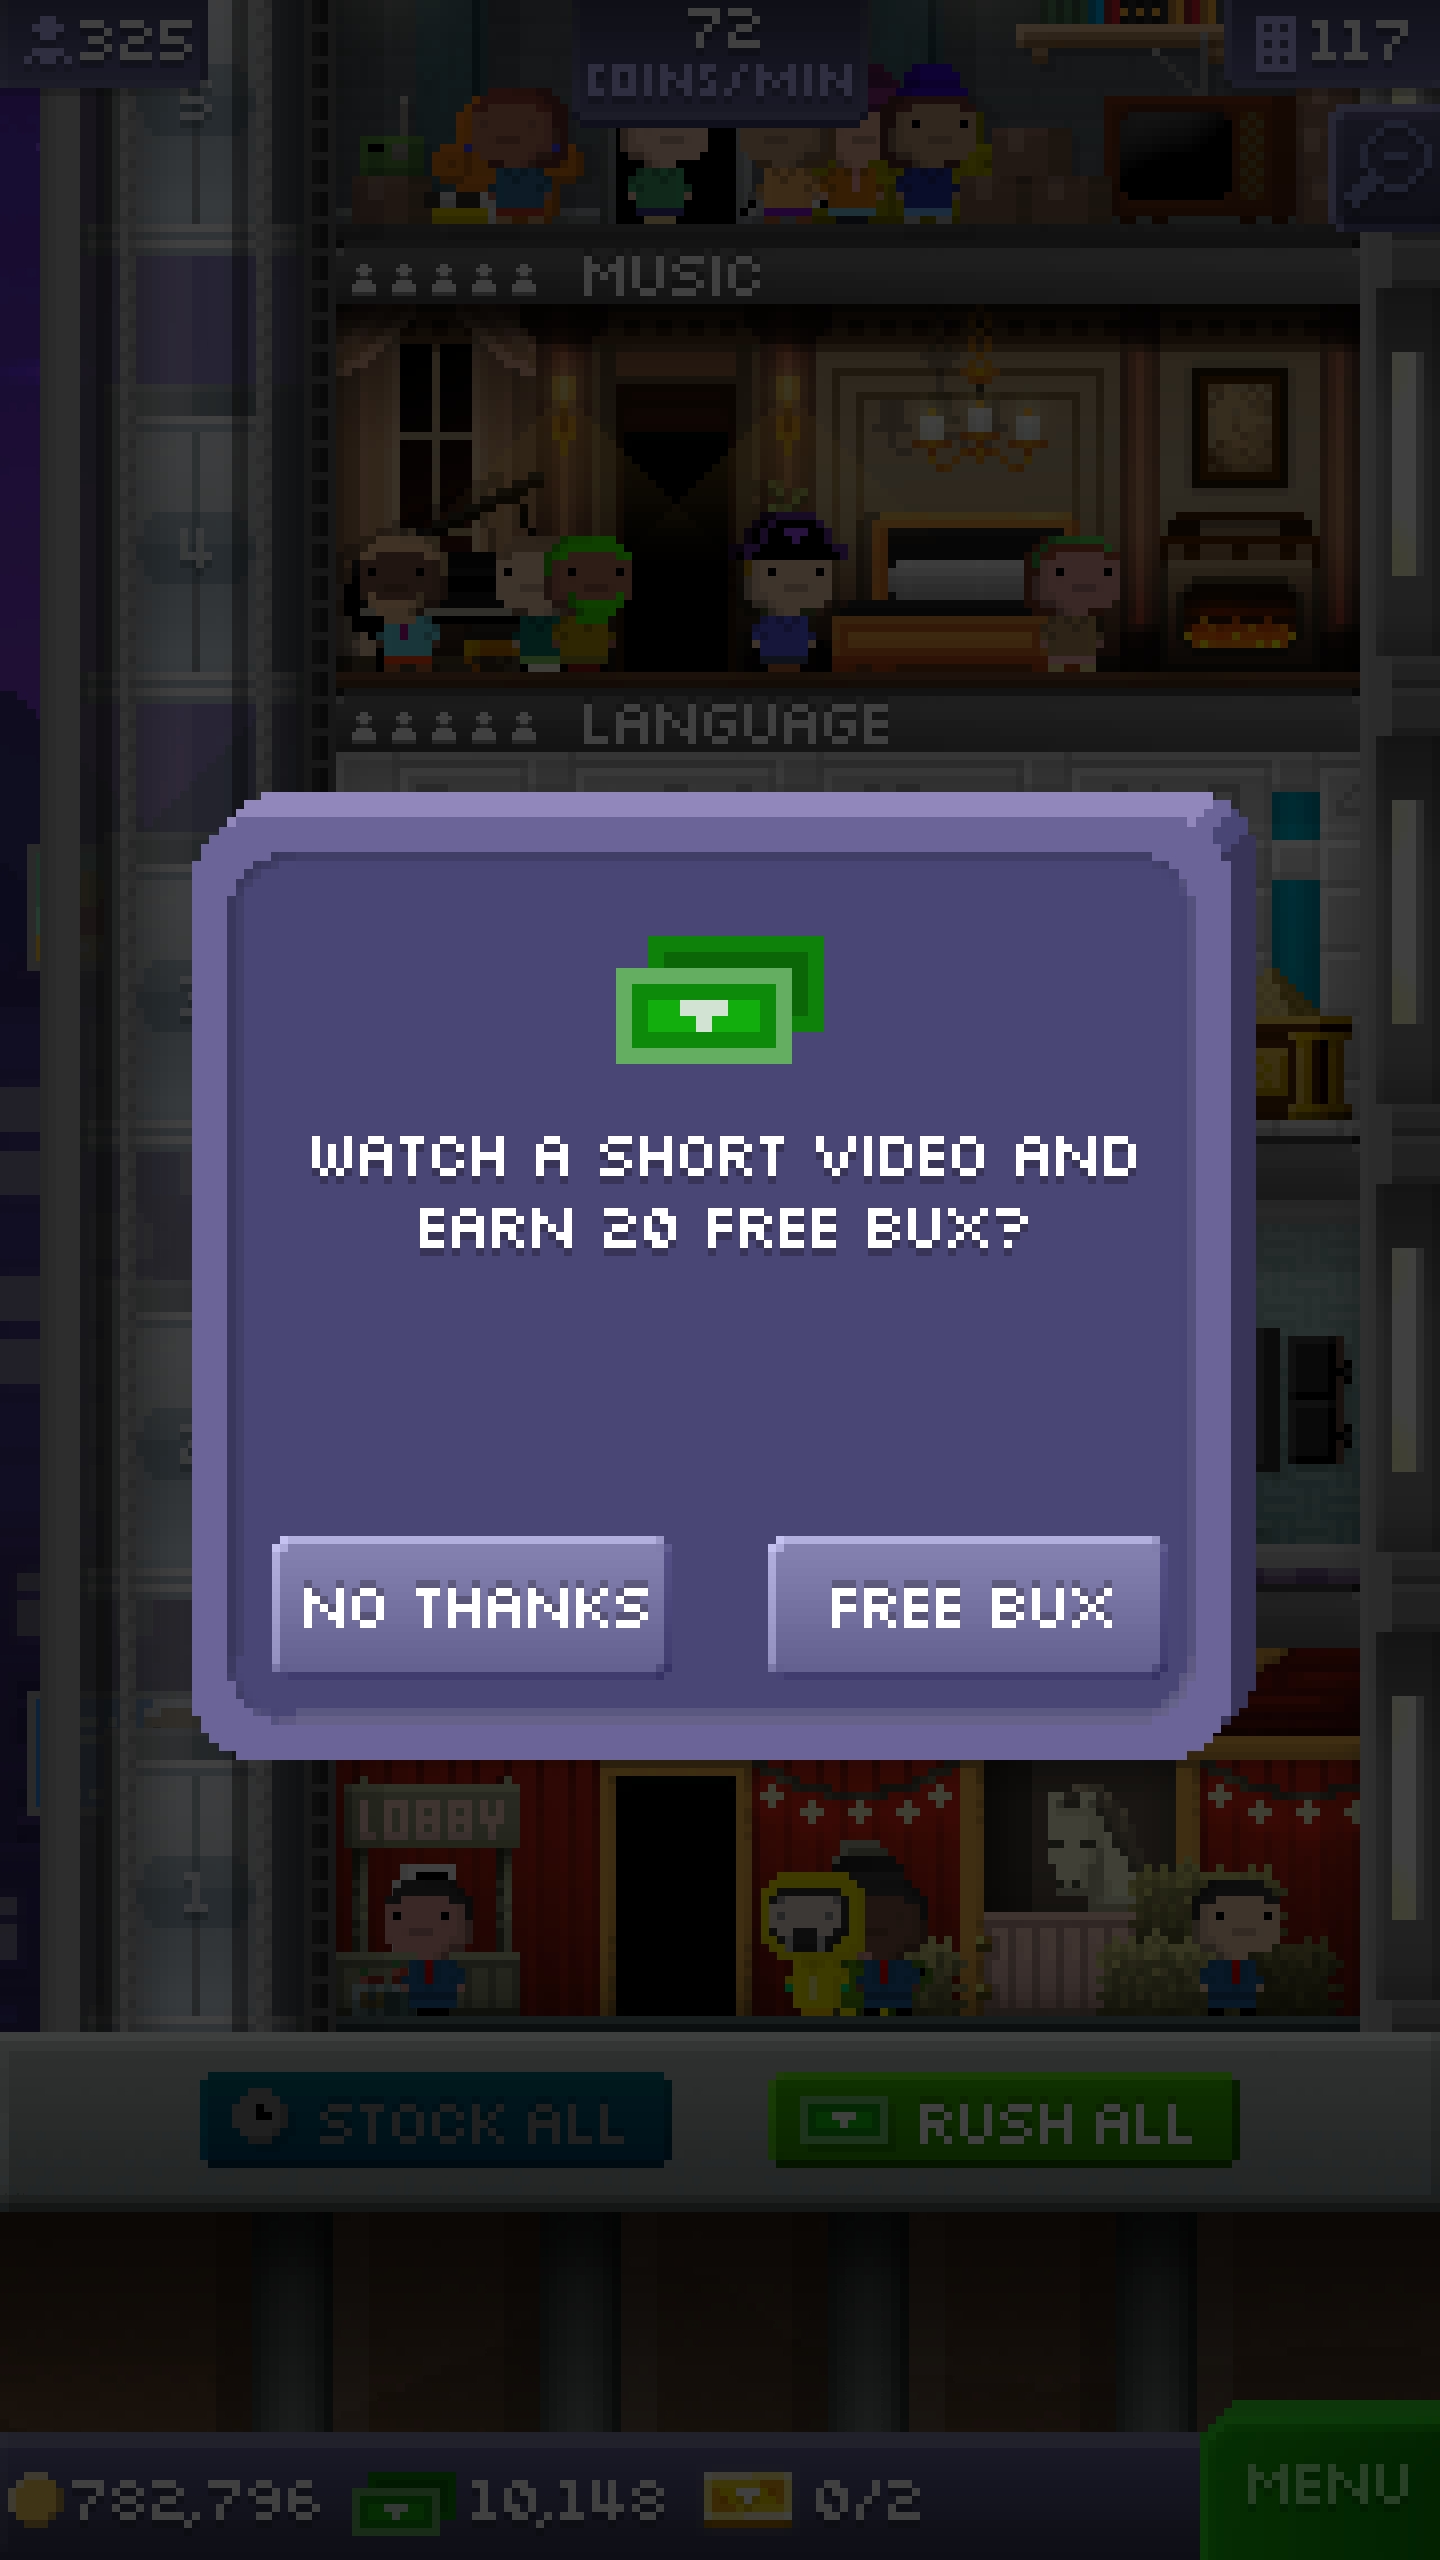 325
72
COINS/MIN
117
5
MUSIC
4
LANGUAGE
WATCH A SHORT VIDEO AND
EARN 20 FREE BUX?
NO THANKS
FREE BUX
LOBBY
1
STOCK ALL
RUSH ALL
782,796
10,148
0/2
MENU